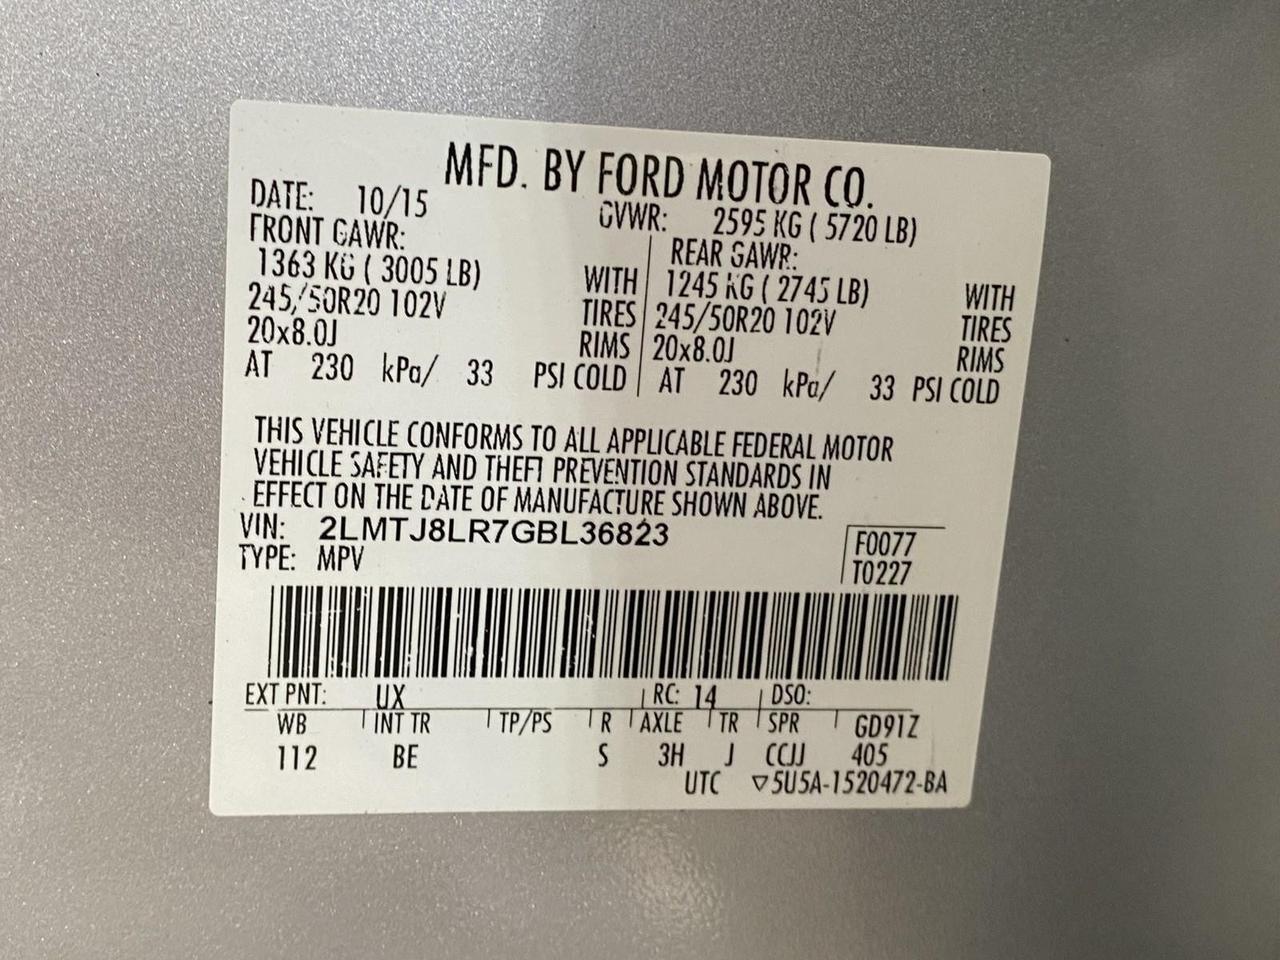 MFD. BY FORD MOTOR CO.
DATE: 10/15 GVWR: 2595 KG ( 5720 LB)
FRONT GAWR: REAR GAWR:
1363 KG ( 3005 LB) WITH 1245 KG ( 2745 LB) WITH
245/50R20 102V TIRES 245/50R20 102V TIRES
20x8.0J RIMS 20x8.0J RIMS
AT 230 kPa/ 33 PSI COLD AT 230 kPa/ 33 PSI COLD
THIS VEHICLE CONFORMS TO ALL APPLICABLE FEDERAL MOTOR
VEHICLE SAFETY AND THEFT PREVENTION STANDARDS IN
EFFECT ON THE DATE OF MANUFACTURE SHOWN ABOVE.
VIN: 2LMTJ8LR7GBL36823
TYPE: MPV
F0077
T0227
EXT PNT: UX RC: 14 DSO:
WB INT TR TP/PS R AXLE TR SPR GD91Z
112 BE S 3H J CCJJ 405
UTC ▽5U5A-1520472-BA